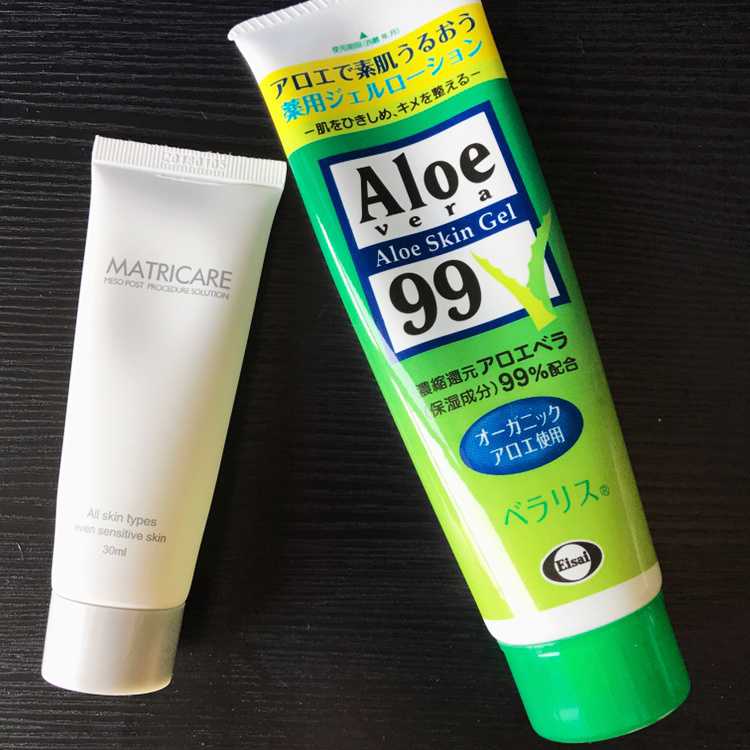 MATRICARE
MESO POST PROCEDURE SOLUTION
All skin types
even sensitive skin
30ml
アロエで素肌うるおう
薬用ジェルローション
ー肌をひきしめ、キメを整えるー
Aloe
vera
Aloe Skin Gel
99
濃縮還元アロエベラ
(保湿成分)99%配合
オーガニック
アロエ使用
ベラリス®
Eisai